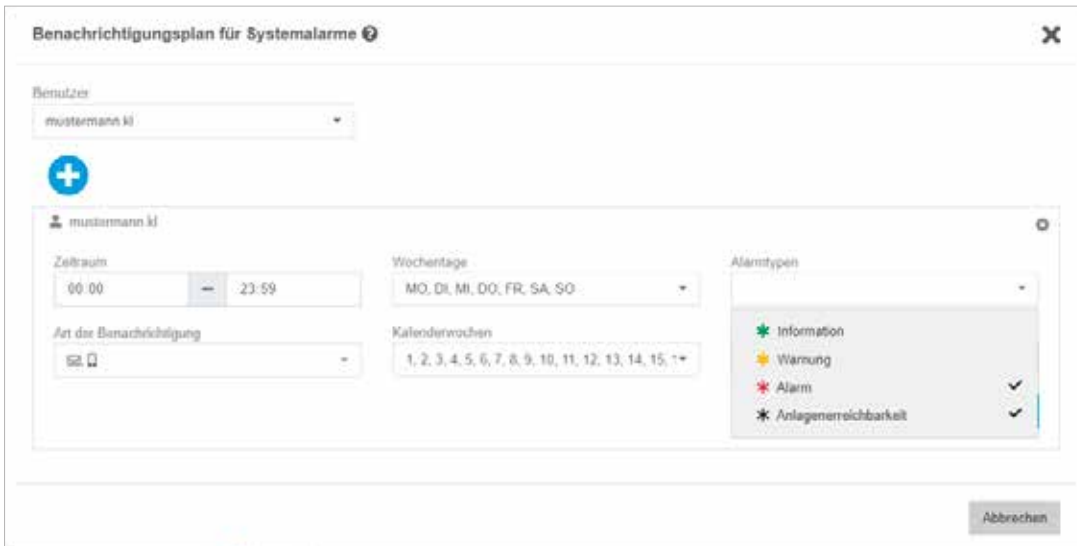 Benachrichtigungsplan für Systemalarme
Benutzer
mustermann.kl
mustermann.kl
Zeitraum
Wochentage
Alarmtypen
00:00
23:59
MO, DI, MI, DO, FR, SA, SO
Art der Benachrichtigung
Kalenderwochen
1, 2, 3, 4, 5, 6, 7, 8, 9, 10, 11, 12, 13, 14, 15, 1
Information
Warnung
Alarm
Anlagenerreichbarkeit
Abbrechen